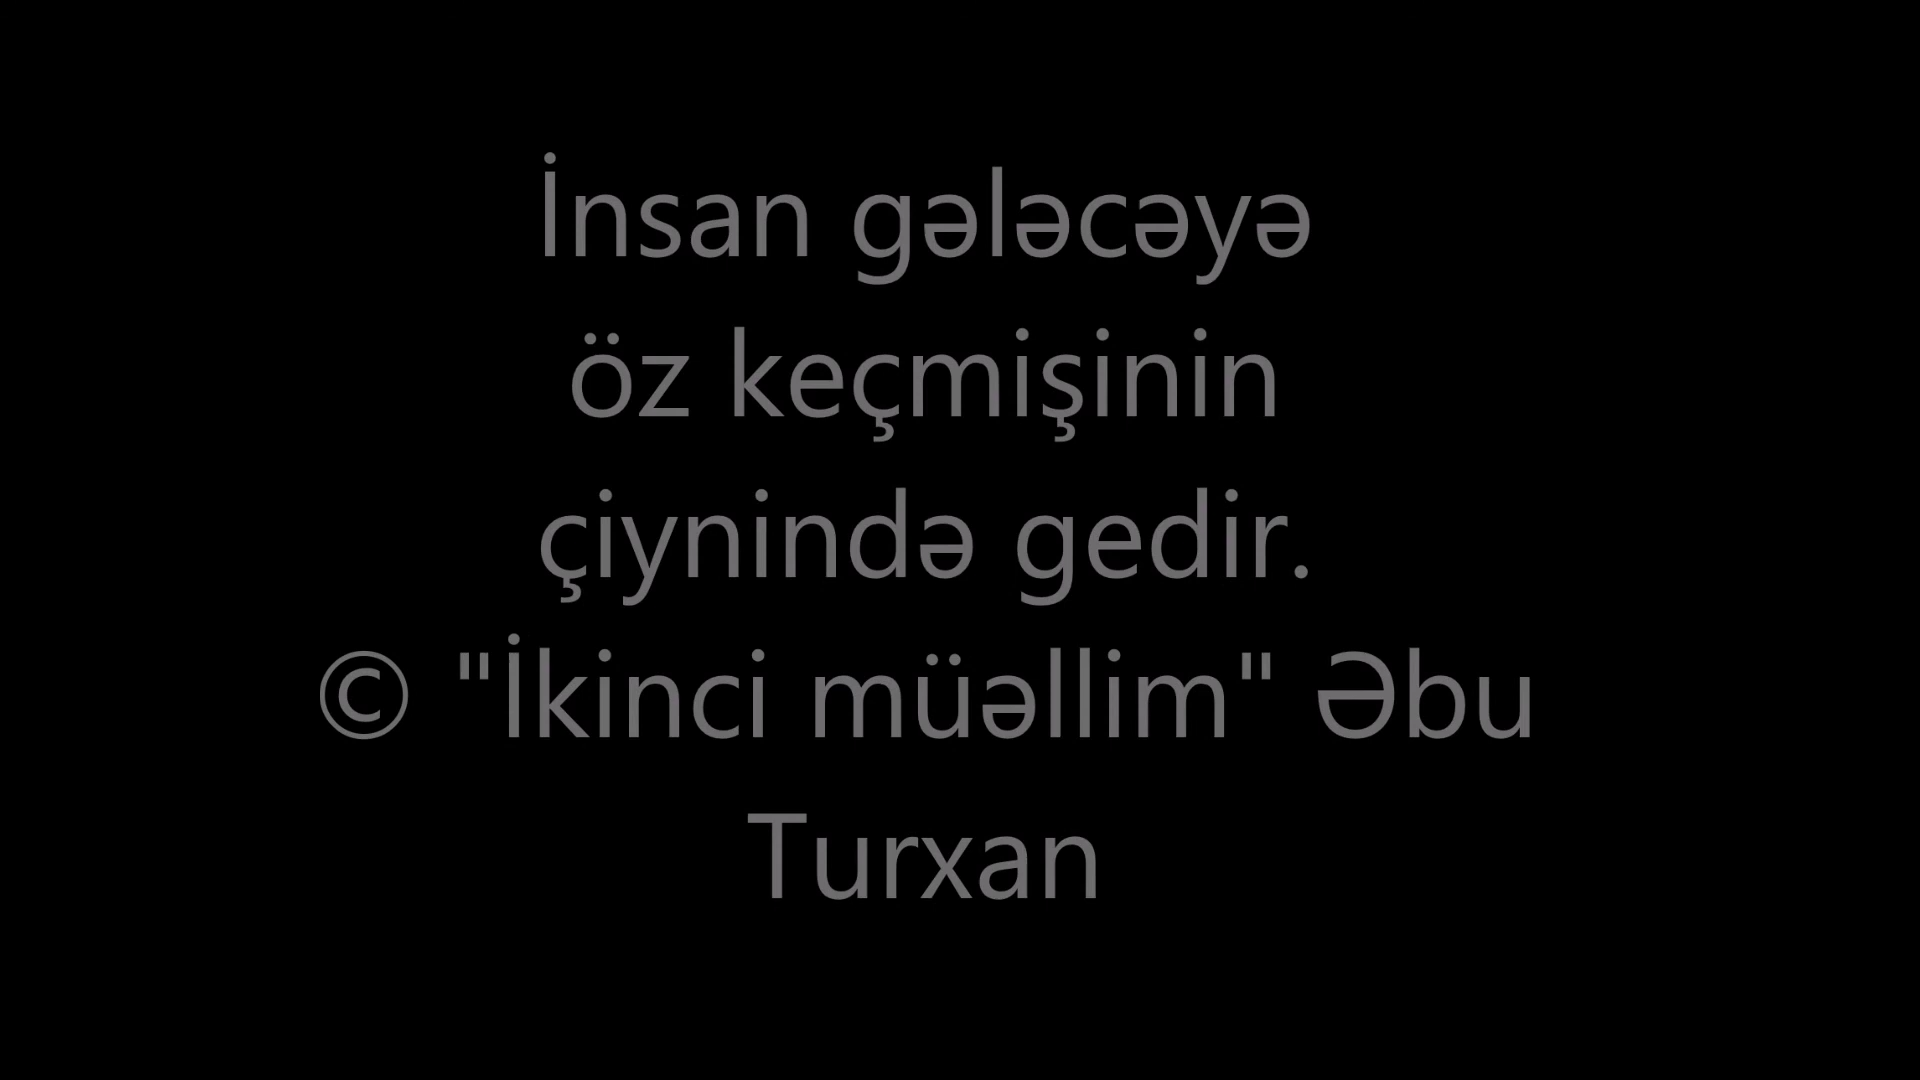 İnsan gələcəyə
öz keçmişinin
çiynində gedir.
© "İkinci müəllim" Əbu
Turxan